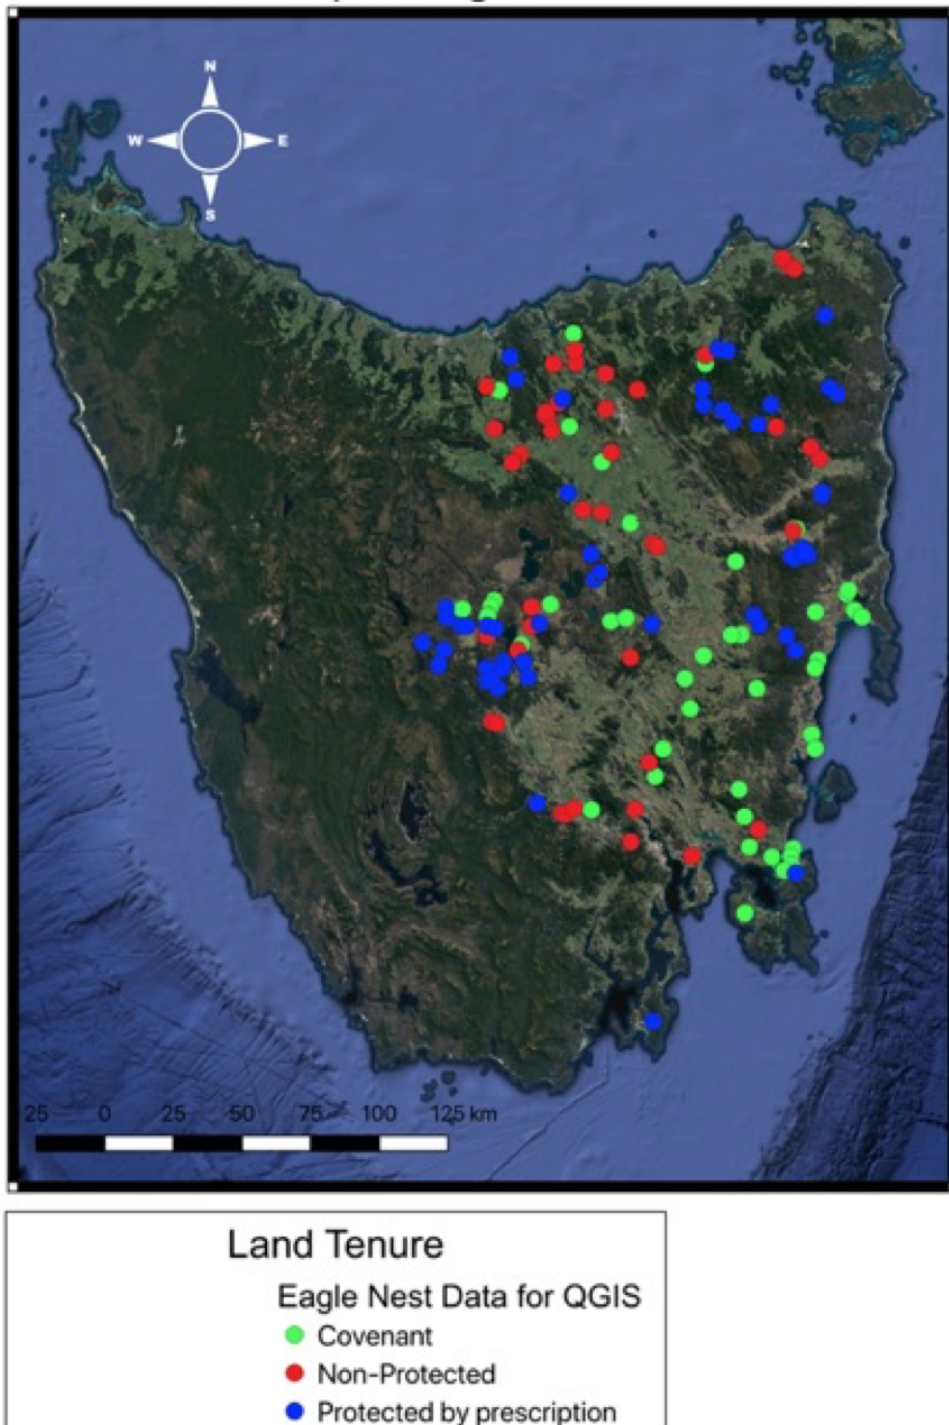 N
W E
S
25 0 25 50 75 100 125 km
Land Tenure
Eagle Nest Data for QGIS
Covenant
Non-Protected
Protected by prescription